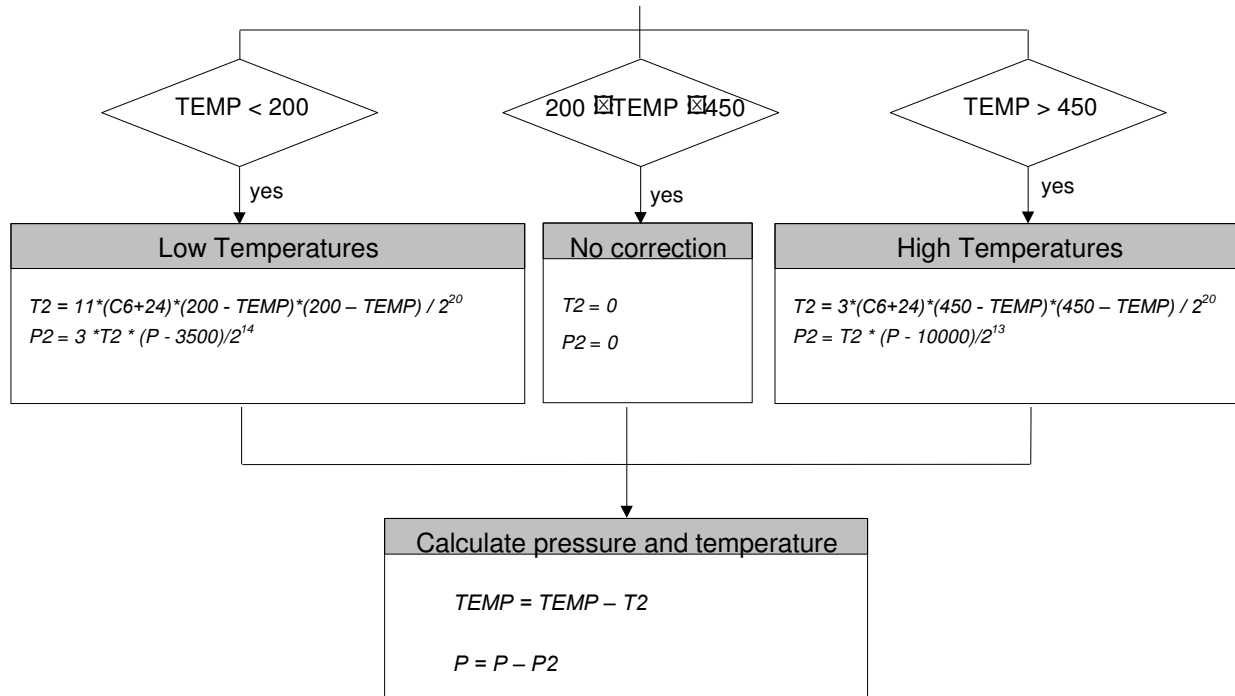 TEMP < 200
200 ☒TEMP ☒450
TEMP > 450
yes
yes
yes
Low Temperatures
T2 = 11*(C6+24)*(200 - TEMP)*(200 – TEMP) / 2^20
P2 = 3 *T2 * (P - 3500)/2^14
No correction
T2 = 0
P2 = 0
High Temperatures
T2 = 3*(C6+24)*(450 - TEMP)*(450 – TEMP) / 2^20
P2 = T2 * (P - 10000)/2^13
Calculate pressure and temperature
TEMP = TEMP – T2
P = P – P2